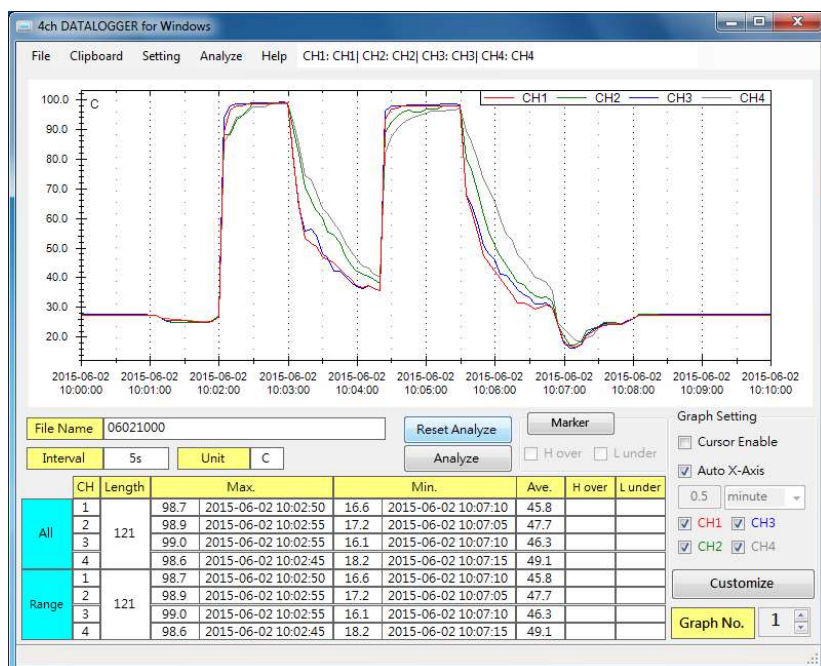 4ch DATALOGGER for Windows
File Clipboard Setting Analyze Help CH1: CH1| CH2: CH2| CH3: CH3| CH4: CH4
C CH1 CH2 CH3 CH4
100.0
90.0
80.0
70.0
60.0
50.0
40.0
30.0
20.0
2015-06-02 2015-06-02 2015-06-02 2015-06-02 2015-06-02 2015-06-02 2015-06-02 2015-06-02 2015-06-02 2015-06-02 2015-06-02
10:00:00 10:01:00 10:02:00 10:03:00 10:04:00 10:05:00 10:06:00 10:07:00 10:08:00 10:09:00 10:10:00
File Name 06021000
Interval 5s Unit C
Reset Analyze
Analyze
Marker
H over L under
Graph Setting
Cursor Enable
Auto X-Axis
0.5 minute
CH1 CH3
CH2 CH4
Customize
Graph No. 1
CH Length Max. Min. Ave. H over L under
All 121
1 98.7 2015-06-02 10:02:50 16.6 2015-06-02 10:07:10 45.8
2 98.9 2015-06-02 10:02:55 17.2 2015-06-02 10:07:05 47.7
3 99.0 2015-06-02 10:02:55 16.1 2015-06-02 10:07:10 46.3
4 98.6 2015-06-02 10:02:45 18.2 2015-06-02 10:07:15 49.1
Range 121
1 98.7 2015-06-02 10:02:50 16.6 2015-06-02 10:07:10 45.8
2 98.9 2015-06-02 10:02:55 17.2 2015-06-02 10:07:05 47.7
3 99.0 2015-06-02 10:02:55 16.1 2015-06-02 10:07:10 46.3
4 98.6 2015-06-02 10:02:45 18.2 2015-06-02 10:07:15 49.1